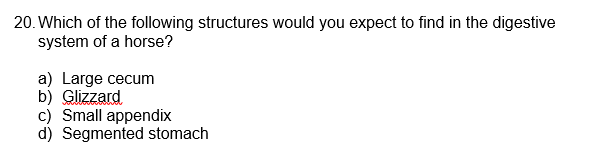 20. Which of the following structures would you expect to find in the digestive
system of a horse?
a) Large cecum
b) Glizzard
c) Small appendix
d) Segmented stomach